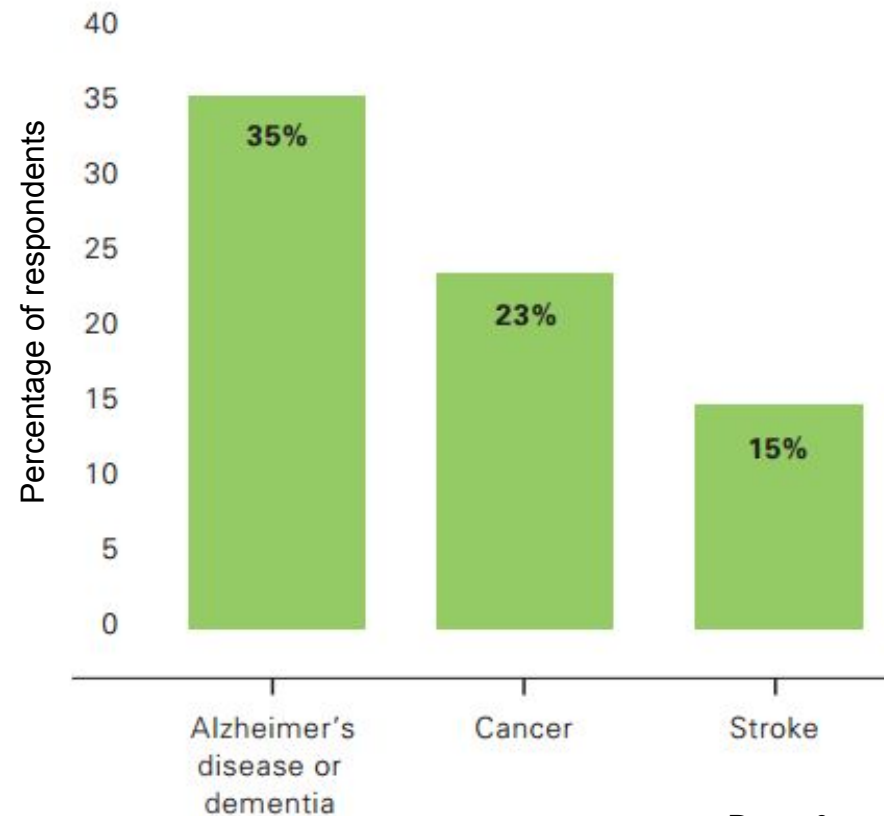 Percentage of respondents
40
35
30
25
20
15
10
5
0
35%
23%
15%
Alzheimer's
disease or
dementia
Cancer
Stroke